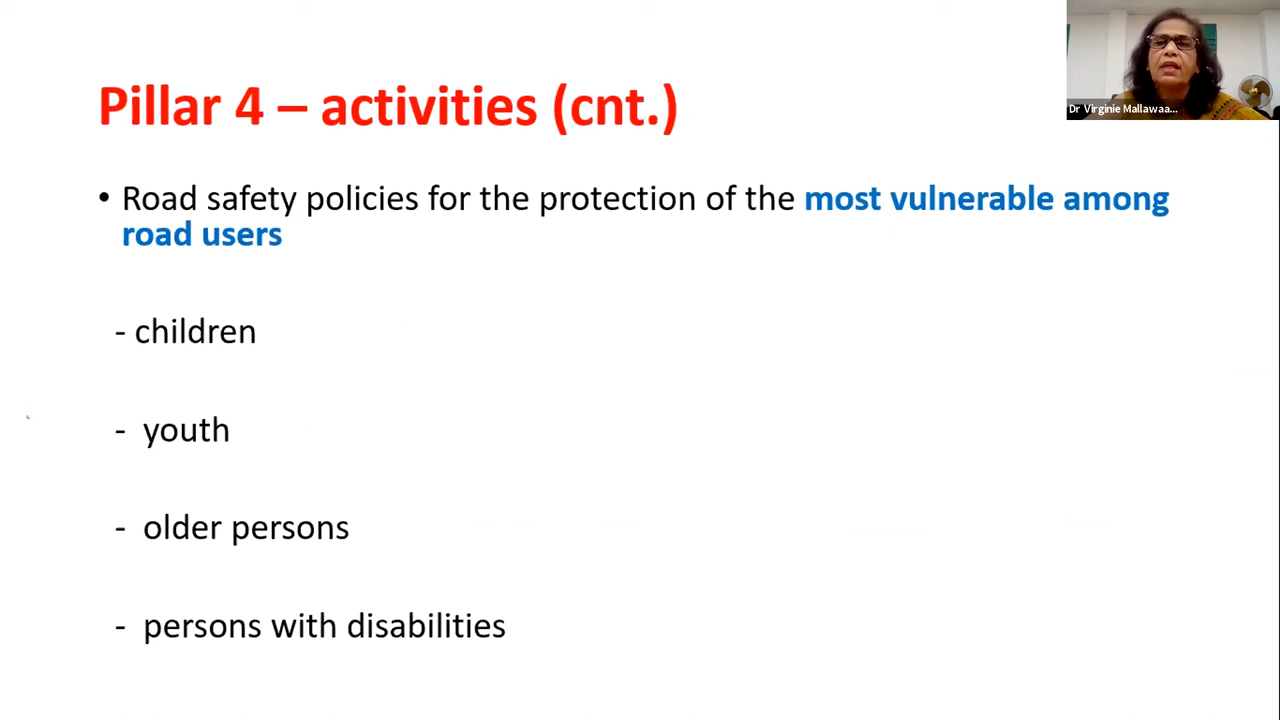 Dr Virginie Mallawaa...
Pillar 4 – activities (cnt.)
• Road safety policies for the protection of the most vulnerable among
road users
- children
- youth
- older persons
- persons with disabilities